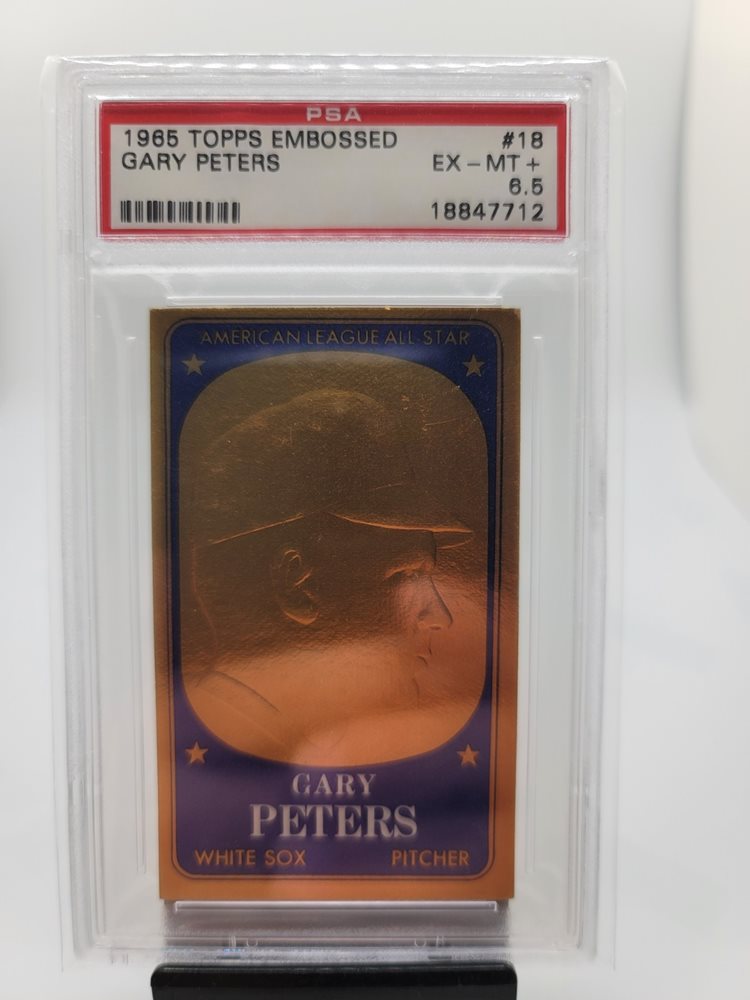 PSA
1965 TOPPS EMBOSSED #18
GARY PETERS EX - MT +
6.5
18847712
AMERICAN LEAGUE ALL STAR
GARY
PETERS
WHITE SOX PITCHER